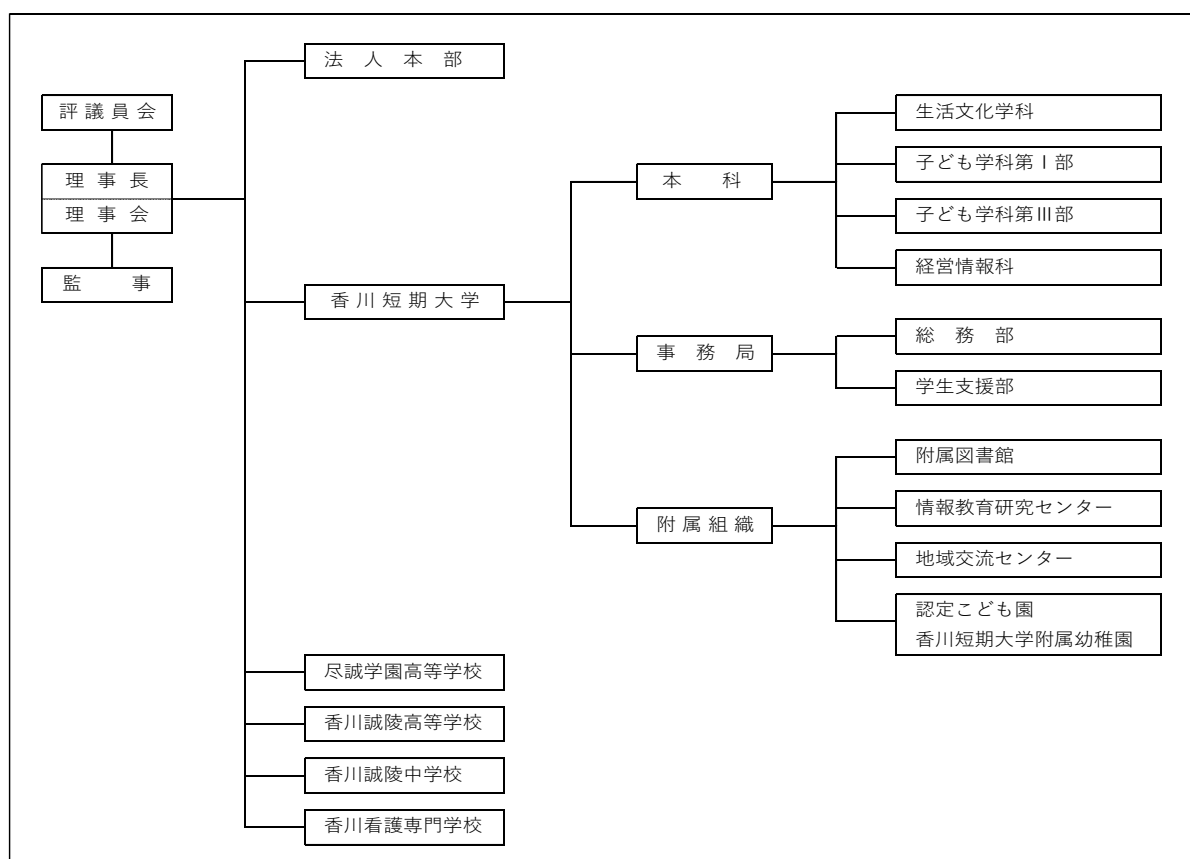 法人本部
評議員会
理事長
理事会
監事
香川短期大学
本科
生活文化学科
子ども学科第Ⅰ部
子ども学科第Ⅲ部
経営情報科
事務局
総務部
学生支援部
附属組織
附属図書館
情報教育研究センター
地域交流センター
認定こども園
香川短期大学附属幼稚園
尽誠学園高等学校
香川誠陵高等学校
香川誠陵中学校
香川看護専門学校